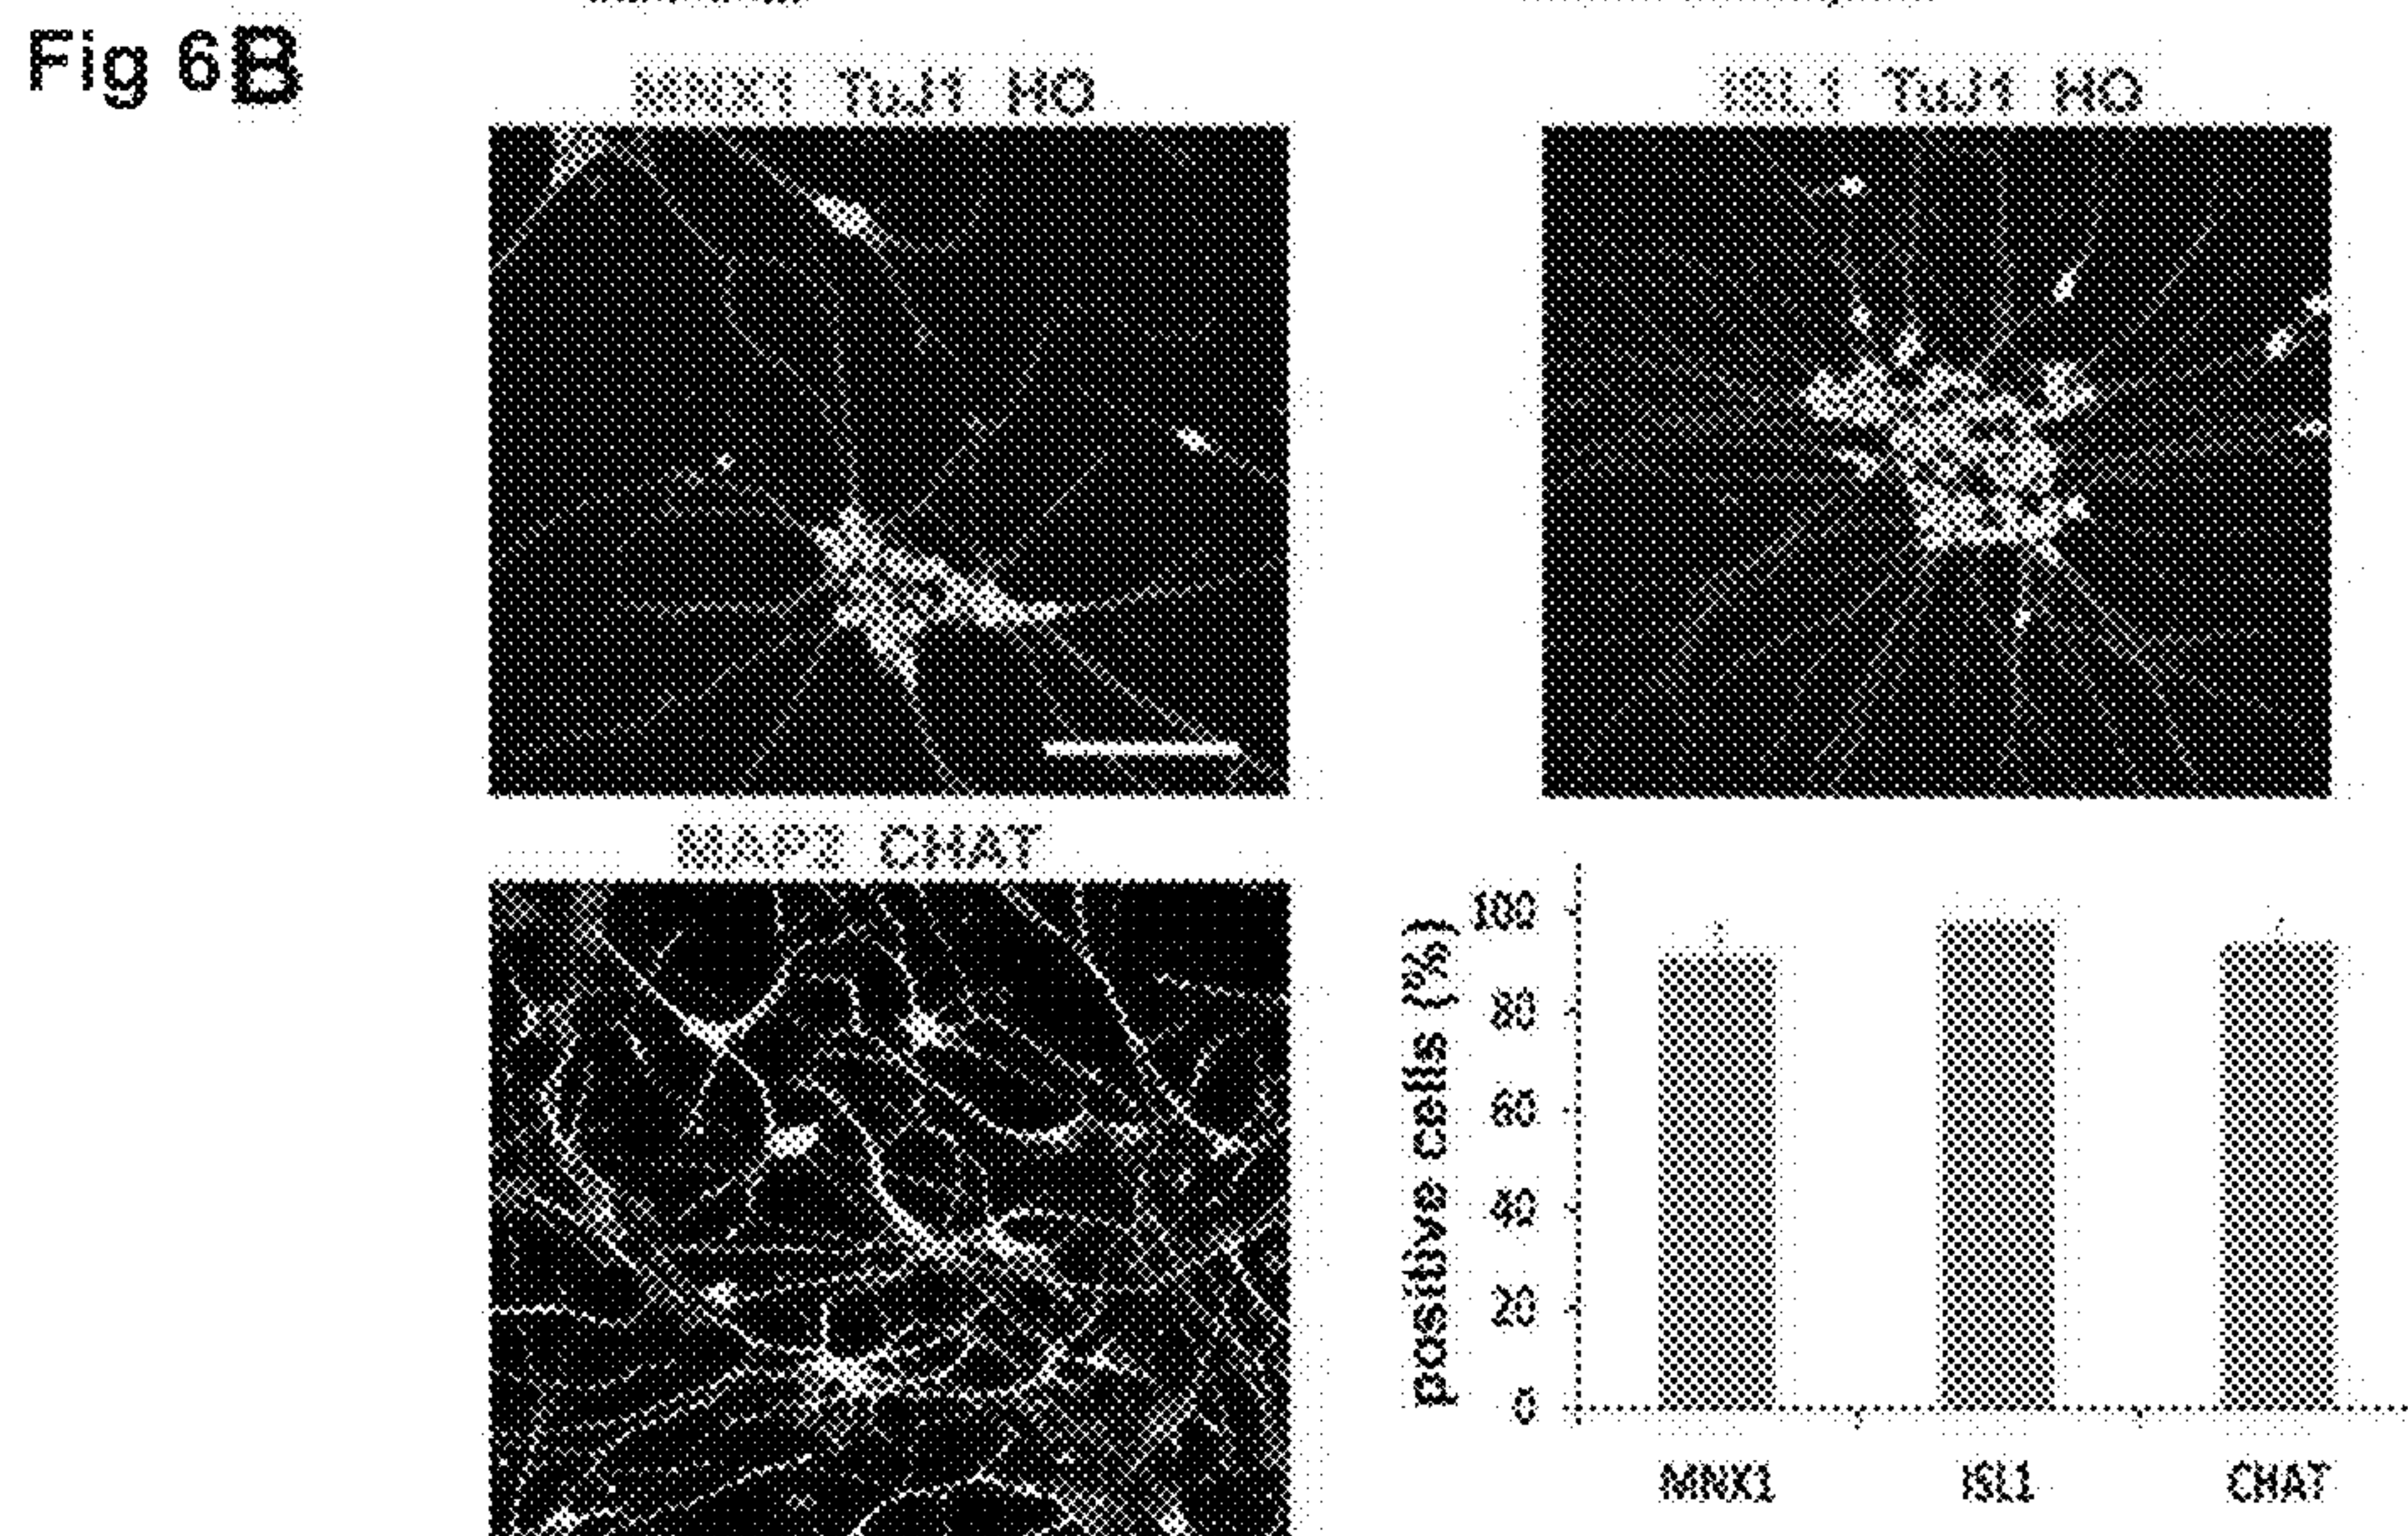 Fig 6B
MNX1 TuJ1 HO
ISL1 TuJ1 HO
MAP2 CHAT
positive cells (%)
100
80
60
40
20
0
MNX1 ISL1 CHAT